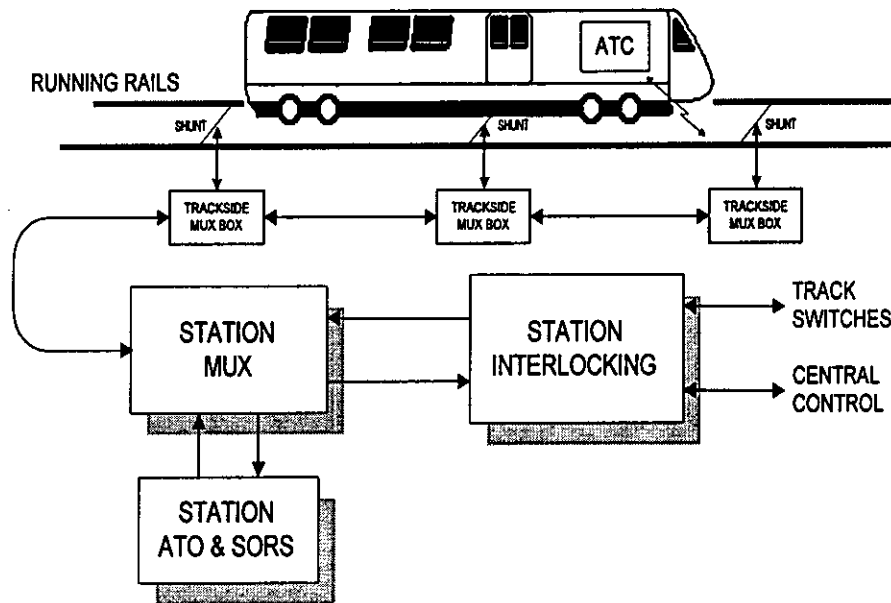 ATC
RUNNING RAILS
SHUNT
SHUNT
SHUNT
TRACKSIDE
MUX BOX
TRACKSIDE
MUX BOX
TRACKSIDE
MUX BOX
STATION
MUX
STATION
INTERLOCKING
TRACK
SWITCHES
CENTRAL
CONTROL
STATION
ATO & SORS